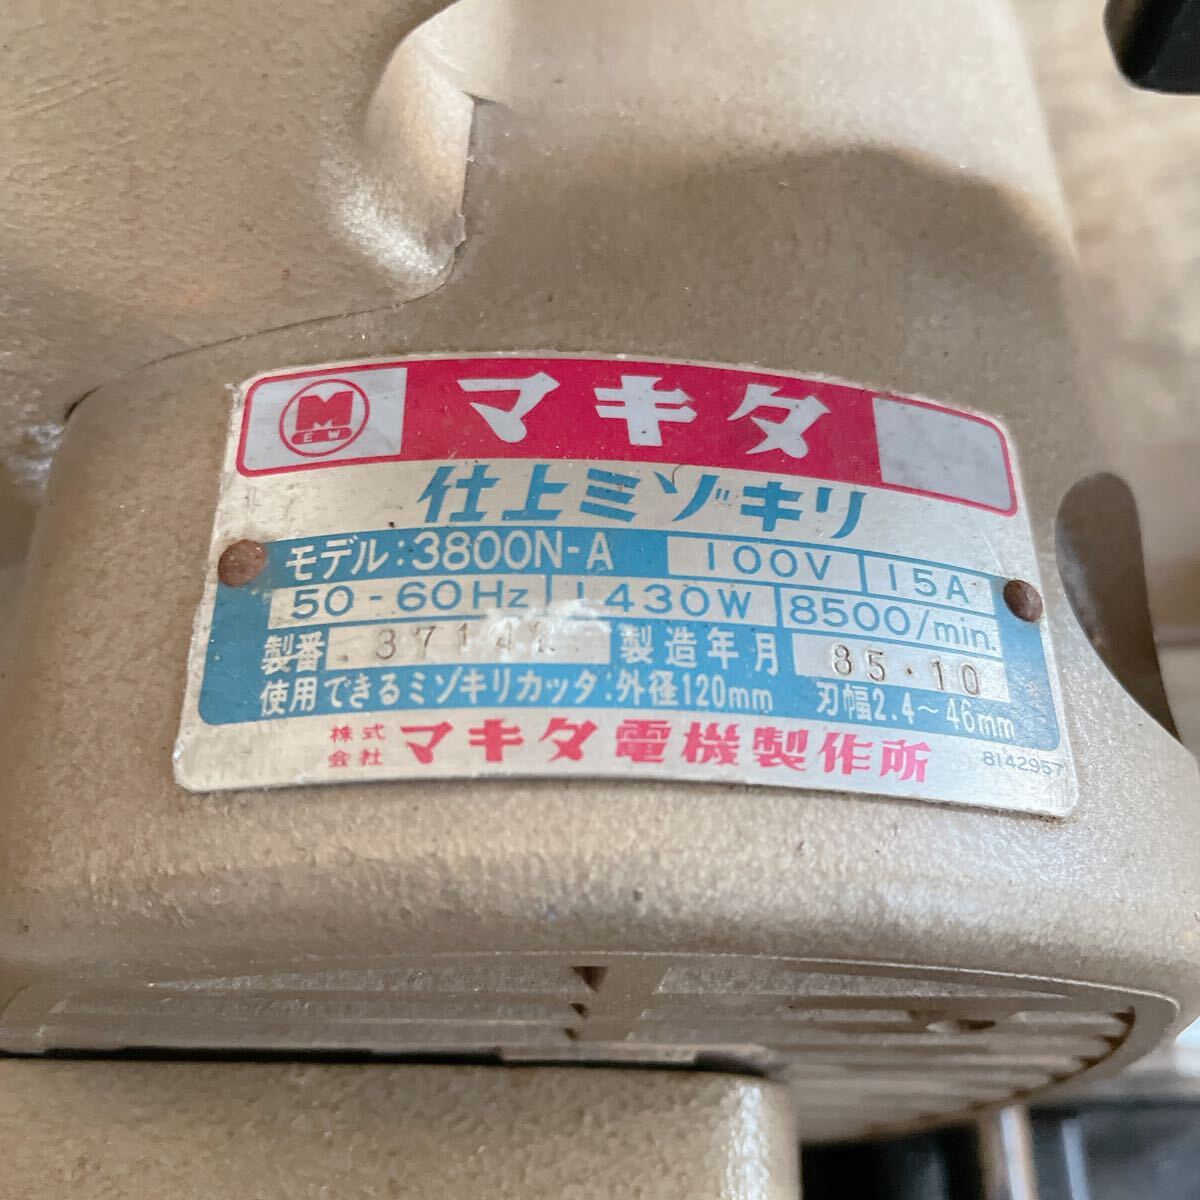 M
E W
マキタ
仕上ミゾキリ
モデル:3800N-A 100V 15A
50-60Hz 1430W 8500/min.
製番 37142 製造年月 85.10
使用できるミゾキリカッタ:外径120mm 刃幅2.4~46mm
株式会社 マキタ電機製作所
8142957